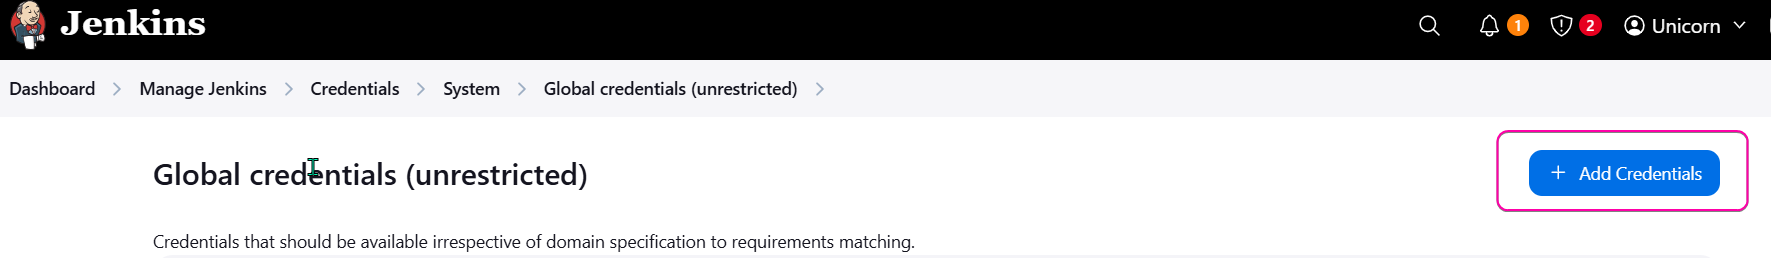 Jenkins
1
2
Unicorn
Dashboard
Manage Jenkins
Credentials
System
Global credentials (unrestricted)
Global credentials (unrestricted)
+ Add Credentials
Credentials that should be available irrespective of domain specification to requirements matching.